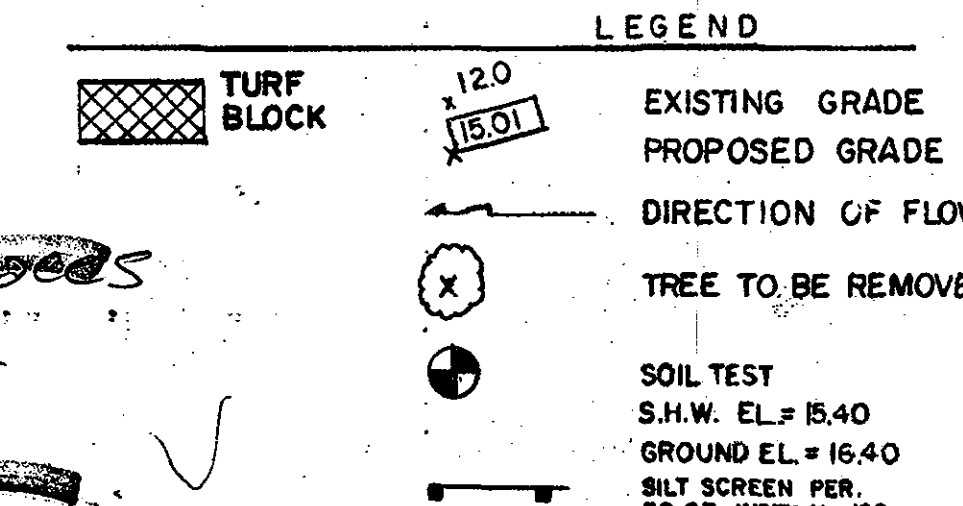 LEGEND
TURF
BLOCK
12.0
15.01
EXISTING GRADE
PROPOSED GRADE
DIRECTION OF FLOW
TREE TO BE REMOVE
SOIL TEST
S.H.W. EL.= 15.40
GROUND EL. = 16.40
SILT SCREEN PER.